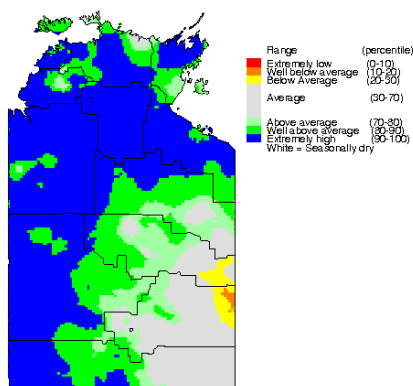 Range (percentile)
Extremely low (0-10)
Well below average (10-20)
Below Average (20-30)
Average (30-70)
Above average (70-80)
Well above average (80-90)
Extremely high (90-100)
White = Seasonally dry